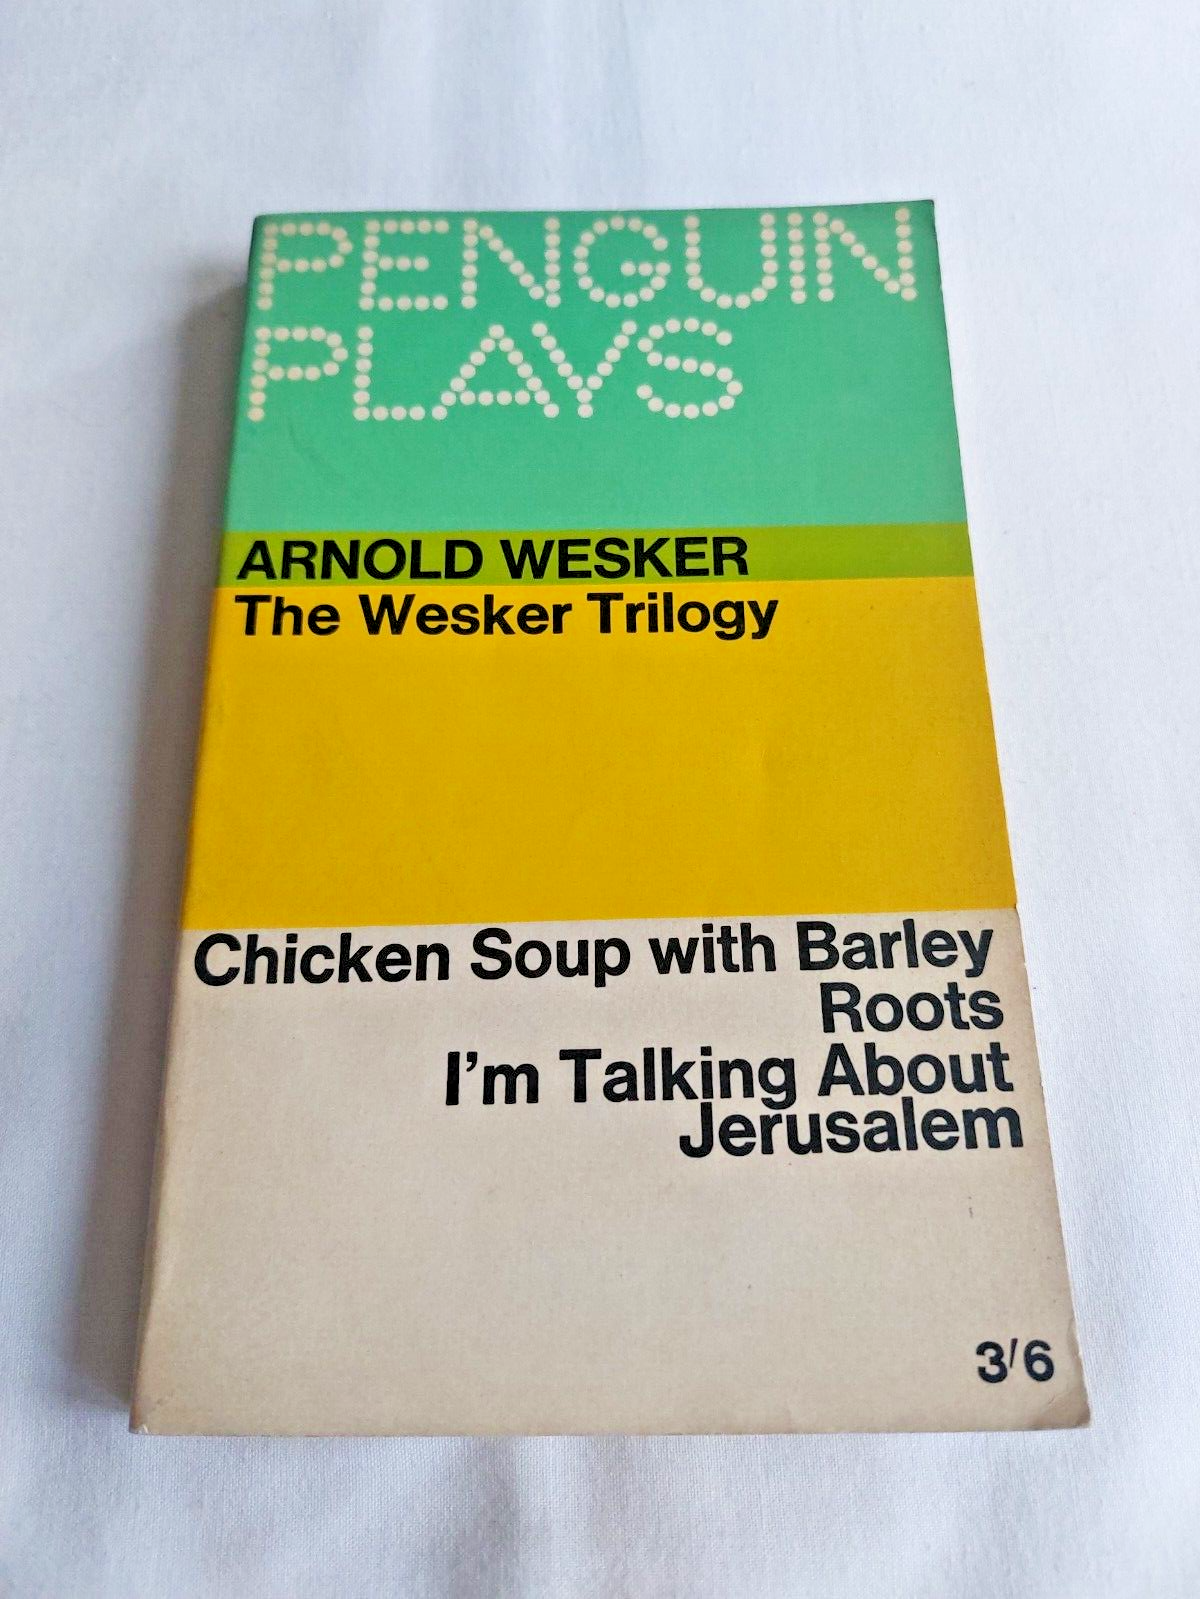 PENGUIN
PLAYS
ARNOLD WESKER
The Wesker Trilogy
Chicken Soup with Barley
Roots
I'm Talking About
Jerusalem
3/6